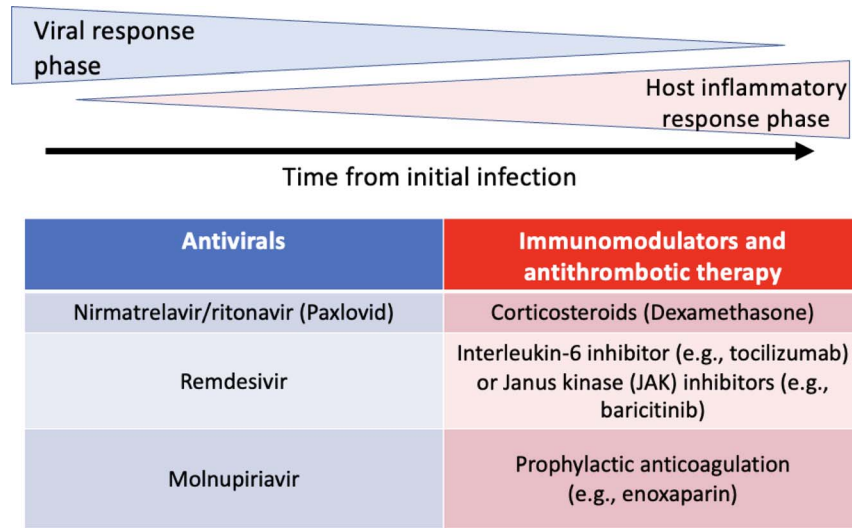 Viral response
phase
Host inflammatory
response phase
Time from initial infection
Antivirals
Immunomodulators and
antithrombotic therapy
Nirmatrelavir/ritonavir (Paxlovid)
Corticosteroids (Dexamethasone)
Remdesivir
Interleukin-6 inhibitor (e.g., tocilizumab)
or Janus kinase (JAK) inhibitors (e.g.,
baricitinib)
Molnupiriavir
Prophylactic anticoagulation
(e.g., enoxaparin)